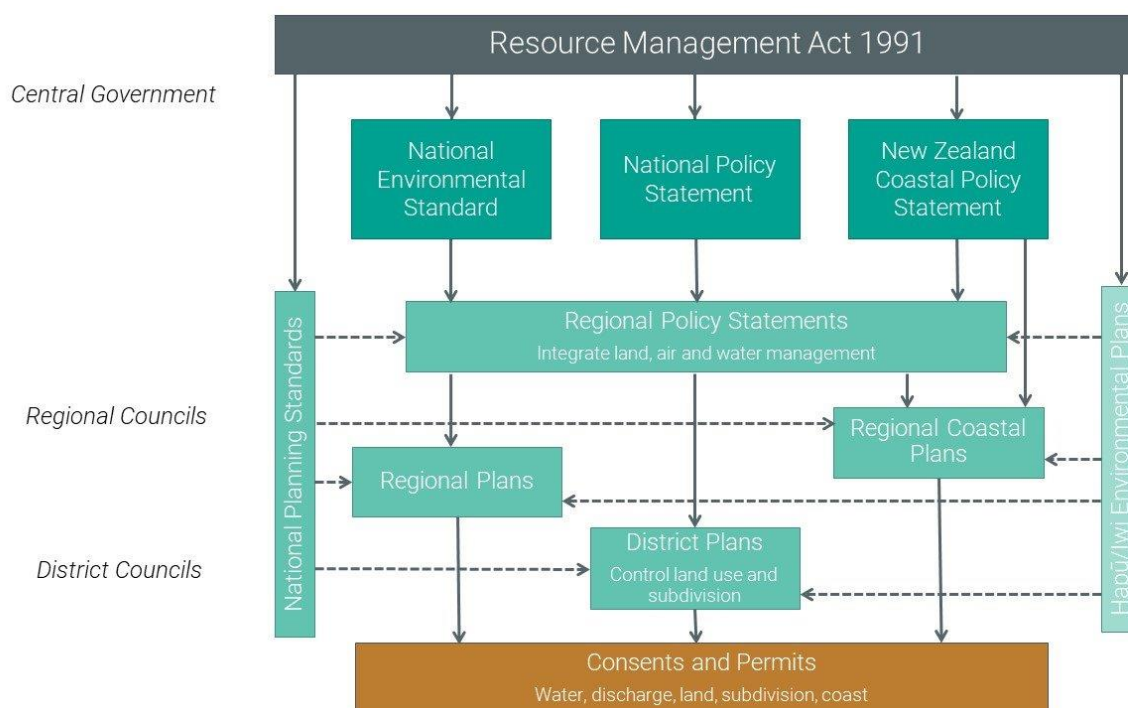 Resource Management Act 1991
Central Government
National
Environmental
Standard
National Policy
Statement
New Zealand
Coastal Policy
Statement
National Planning Standards
Regional Policy Statements
Integrate land, air and water management
Hapū/Iwi Environmental Plans
Regional Councils
Regional Coastal
Plans
Regional Plans
District Councils
District Plans
Control land use and
subdivision
Consents and Permits
Water, discharge, land, subdivision, coast